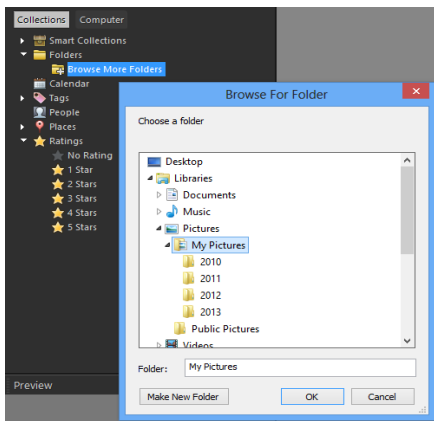 Collections Computer
Smart Collections
Folders
Browse More Folders
Calendar
Tags
People
Places
Ratings
No Rating
1 Star
2 Stars
3 Stars
4 Stars
5 Stars
Preview
Browse For Folder
Choose a folder
Desktop
Libraries
Documents
Music
Pictures
My Pictures
2010
2011
2012
2013
Public Pictures
Videos
Folder: My Pictures
Make New Folder OK Cancel